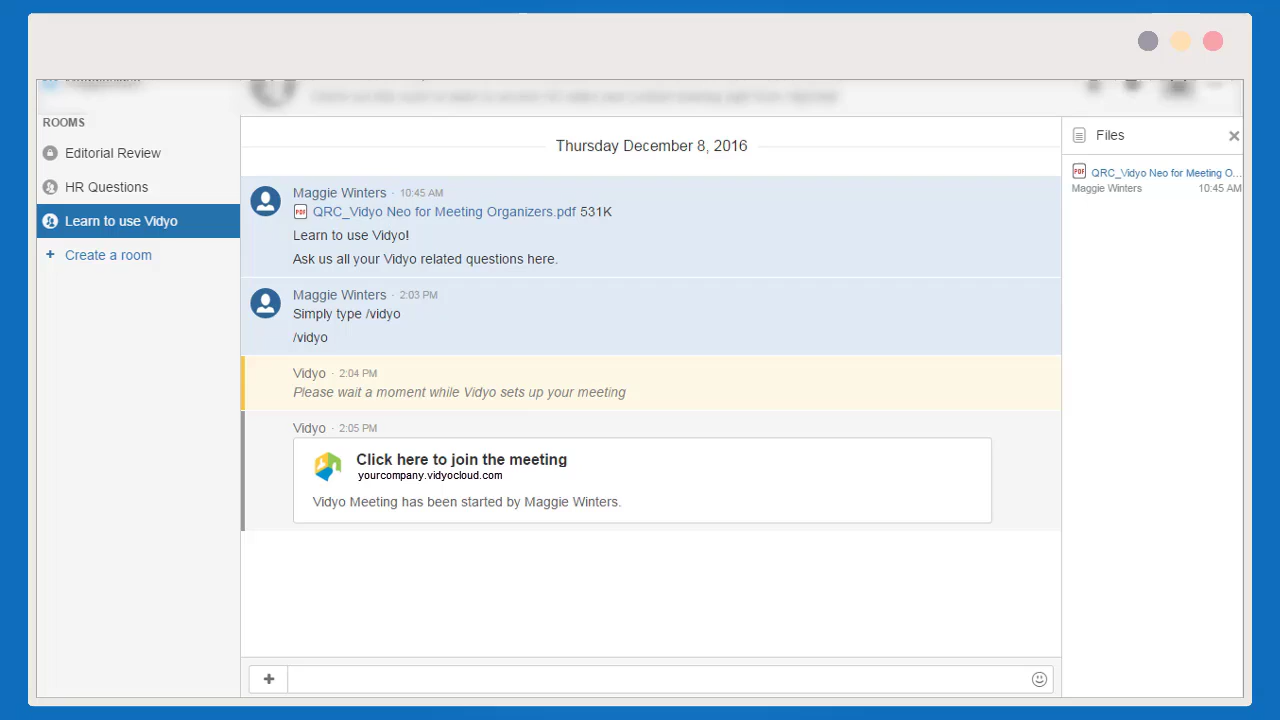 ROOMS
Editorial Review
HR Questions
Learn to use Vidyo
+ Create a room
Thursday December 8, 2016
Maggie Winters · 10:45 AM
PDF QRC_Vidyo Neo for Meeting Organizers.pdf 531K
Learn to use Vidyo!
Ask us all your Vidyo related questions here.
Maggie Winters · 2:03 PM
Simply type /vidyo
/vidyo
Vidyo · 2:04 PM
Please wait a moment while Vidyo sets up your meeting
Vidyo · 2:05 PM
Click here to join the meeting
yourcompany.vidyocloud.com
Vidyo Meeting has been started by Maggie Winters.
Files
PDF QRC_Vidyo Neo for Meeting O...
Maggie Winters 10:45 AM